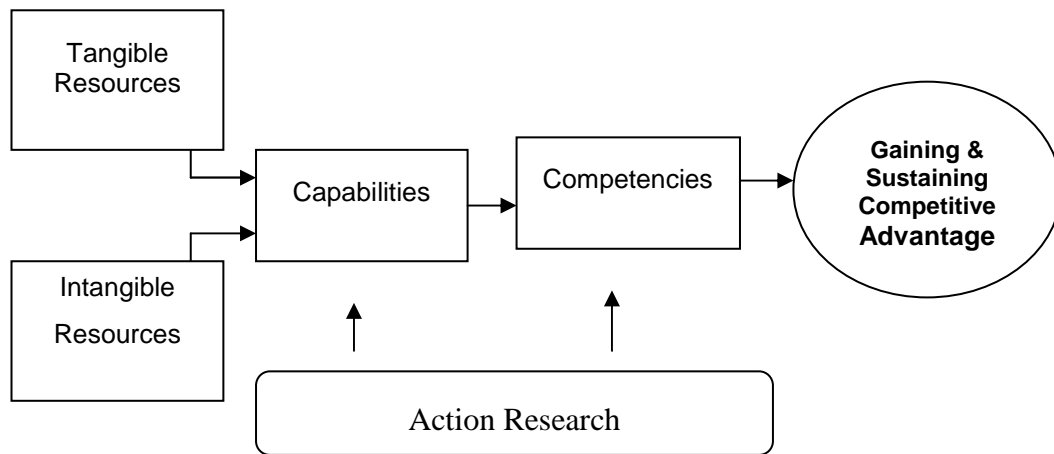 Tangible
Resources
Capabilities
Competencies
Gaining &
Sustaining
Competitive
Advantage
Intangible
Resources
Action Research